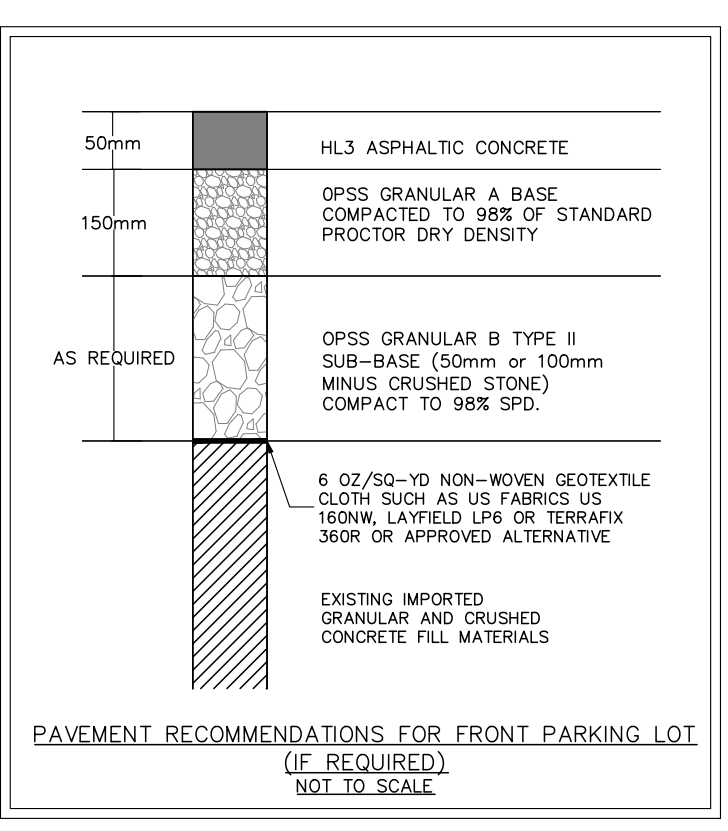 50mm
HL3 ASPHALTIC CONCRETE
150mm
OPSS GRANULAR A BASE
COMPACTED TO 98% OF STANDARD
PROCTOR DRY DENSITY
AS REQUIRED
OPSS GRANULAR B TYPE II
SUB-BASE (50mm or 100mm
MINUS CRUSHED STONE)
COMPACT TO 98% SPD.
6 OZ/SQ-YD NON-WOVEN GEOTEXTILE
CLOTH SUCH AS US FABRICS US
160NW, LAYFIELD LP6 OR TERRAFIX
360R OR APPROVED ALTERNATIVE
EXISTING IMPORTED
GRANULAR AND CRUSHED
CONCRETE FILL MATERIALS
PAVEMENT RECOMMENDATIONS FOR FRONT PARKING LOT
(IF REQUIRED)
NOT TO SCALE